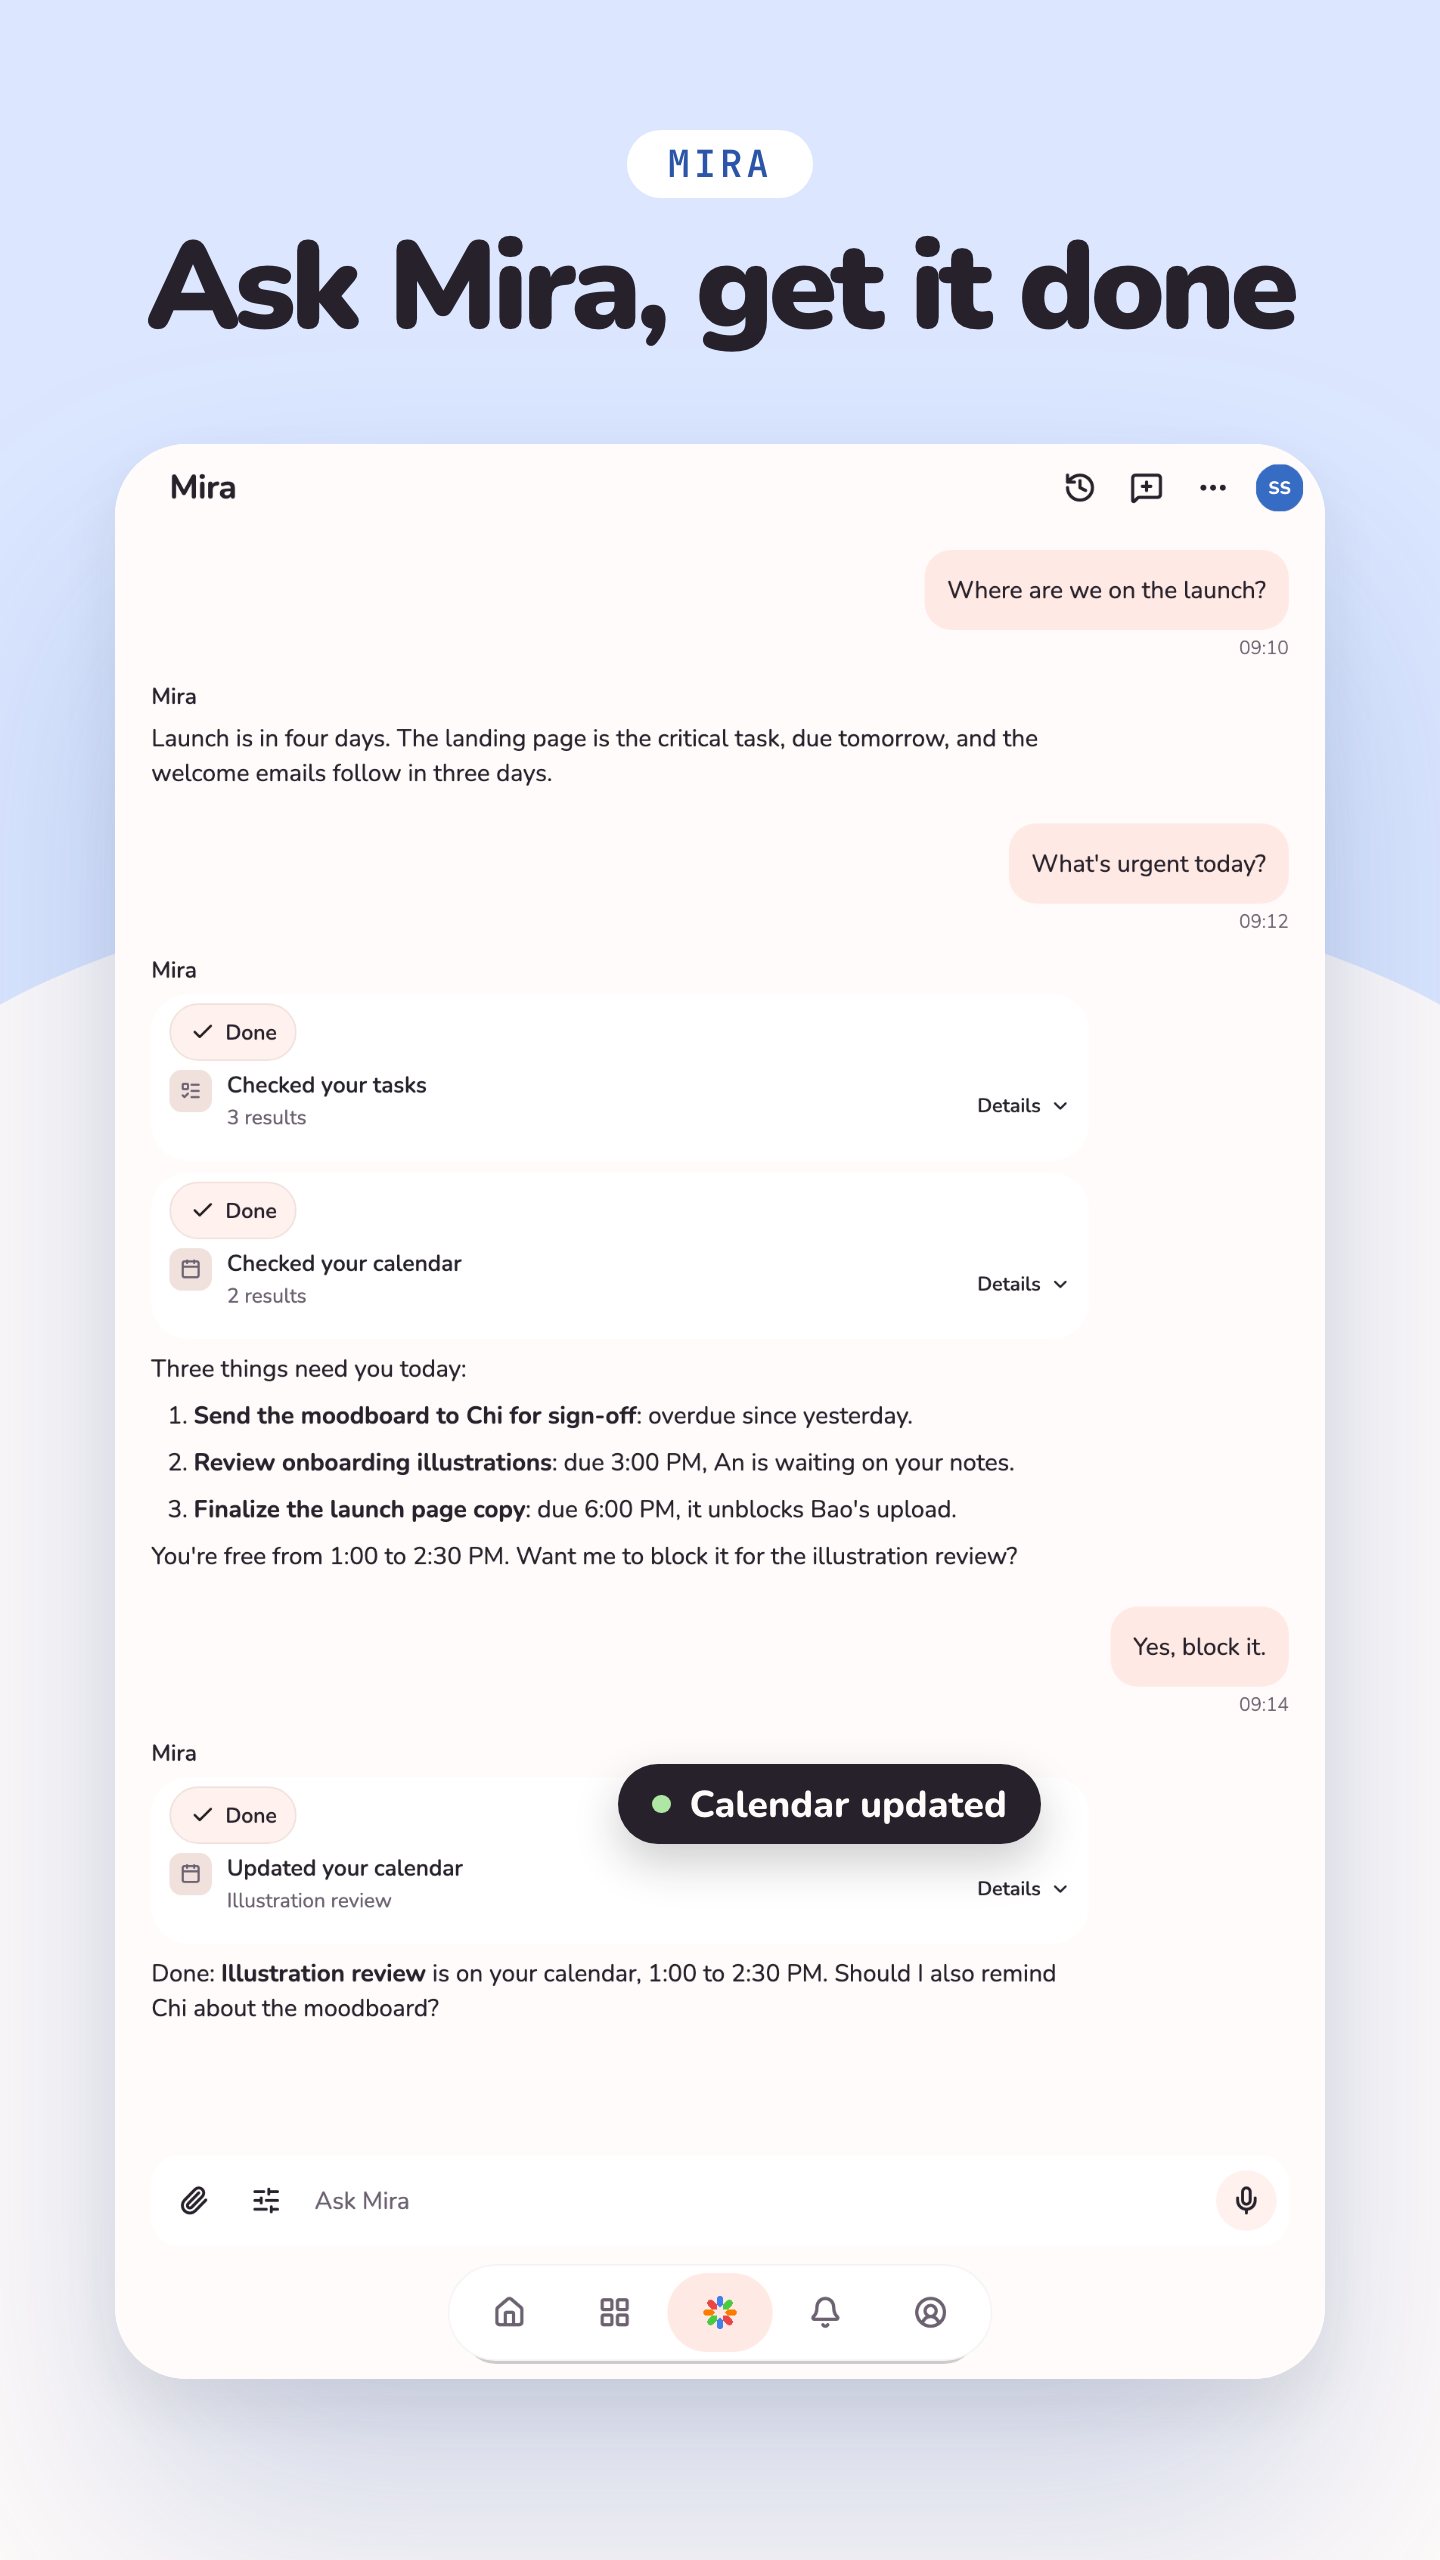 MIRA
Ask Mira, get it done
Mira
SS
Where are we on the launch?
09:10
Mira
Launch is in four days. The landing page is the critical task, due tomorrow, and the
welcome emails follow in three days.
What's urgent today?
09:12
Mira
Done
Checked your tasks
3 results
Details
Done
Checked your calendar
2 results
Details
Three things need you today:
1. Send the moodboard to Chi for sign-off: overdue since yesterday.
2. Review onboarding illustrations: due 3:00 PM, An is waiting on your notes.
3. Finalize the launch page copy: due 6:00 PM, it unblocks Bao's upload.
You're free from 1:00 to 2:30 PM. Want me to block it for the illustration review?
Yes, block it.
09:14
Mira
Calendar updated
Done
Updated your calendar
Illustration review
Details
Done: Illustration review is on your calendar, 1:00 to 2:30 PM. Should I also remind
Chi about the moodboard?
Ask Mira